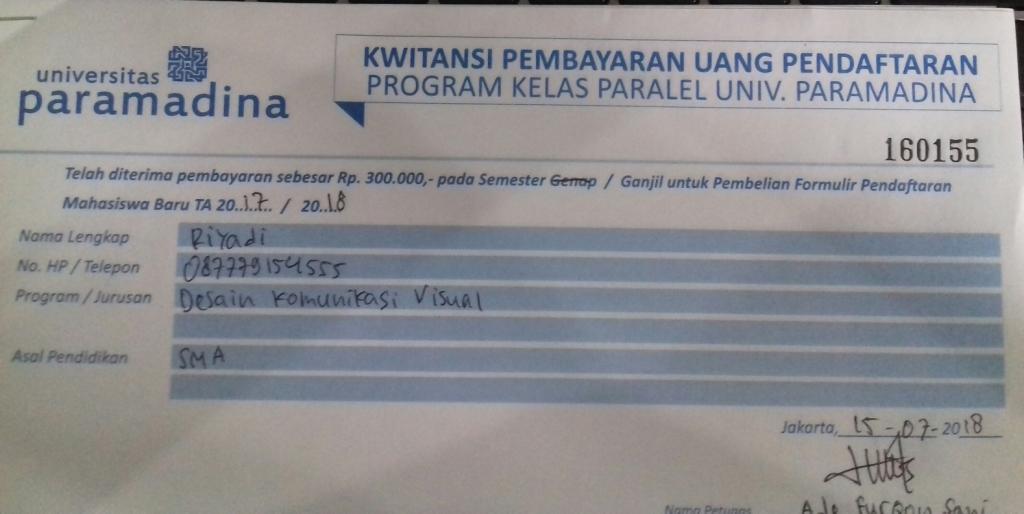 universitas
paramadina
KWITANSI PEMBAYARAN UANG PENDAFTARAN
PROGRAM KELAS PARALEL UNIV. PARAMADINA
160155
Telah diterima pembayaran sebesar Rp. 300.000,- pada Semester Genap / Ganjil untuk Pembelian Formulir Pendaftaran
Mahasiswa Baru TA 20..17.. / 20..18
Nama Lengkap Riyadi
No. HP / Telepon 087779154555
Program / Jurusan Desain Komunikasi Visual
Asal Pendidikan SMA
Jakarta, 15-07-2018
Nama Petugas Ade Furqon Sani